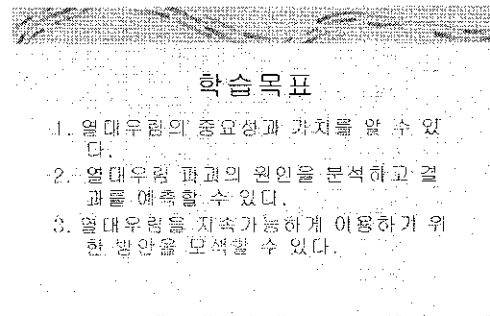 학습목표
1. 열대우림의 중요성과 가치를 알 수 있
다.
2. 열대우림 파괴의 원인을 분석하고 결
과를 예측할 수 있다.
3. 열대우림을 지속가능하게 이용하기 위
한 방안을 모색할 수 있다.